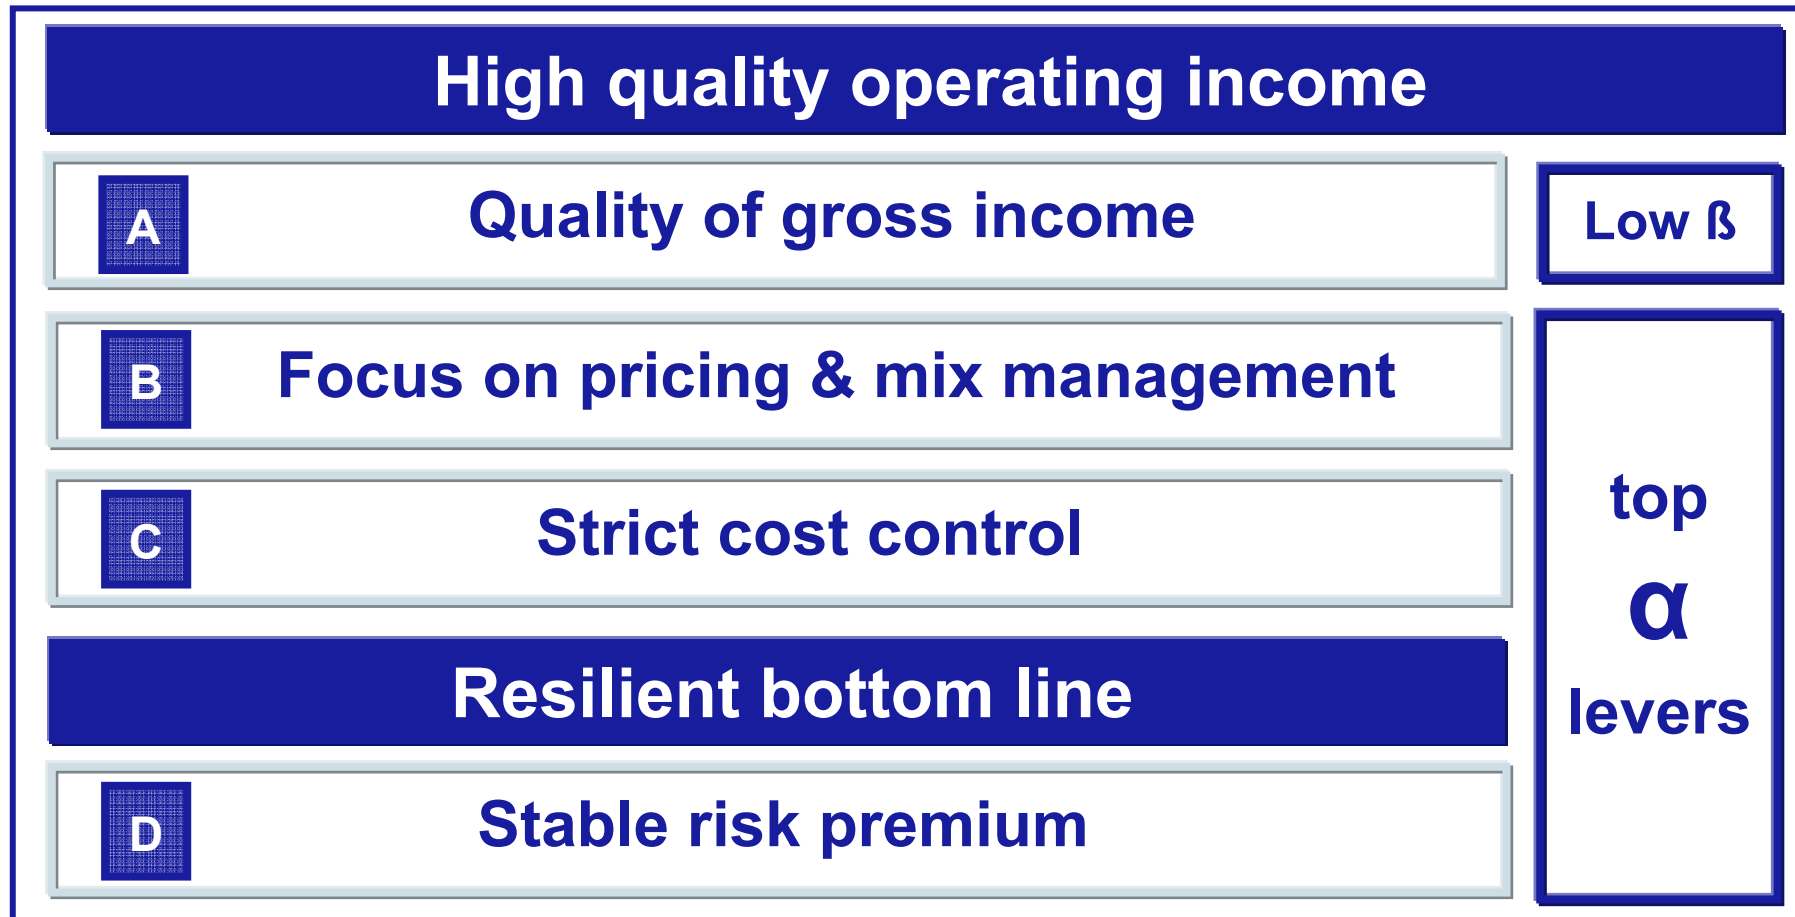 High quality operating income
A Quality of gross income
Low ß
B Focus on pricing & mix management
C Strict cost control
Resilient bottom line
D Stable risk premium
top
α
levers